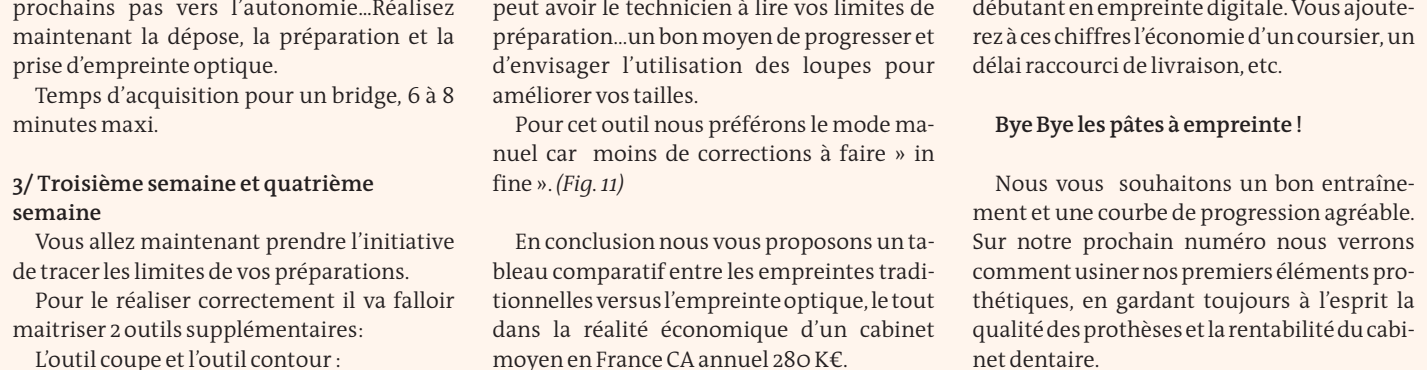 prochains pas vers l’autonomie...Réalisez
maintenant la dépose, la préparation et la
prise d’empreinte optique.
Temps d’acquisition pour un bridge, 6 à 8
minutes maxi.
3/ Troisième semaine et quatrième
semaine
Vous allez maintenant prendre l’initiative
de tracer les limites de vos préparations.
Pour le réaliser correctement il va falloir
maitriser 2 outils supplémentaires:
L’outil coupe et l’outil contour :
peut avoir le technicien à lire vos limites de
préparation...un bon moyen de progresser et
d’envisager l’utilisation des loupes pour
améliorer vos tailles.
Pour cet outil nous préférons le mode ma-
nuel car moins de corrections à faire » in
fine ». (Fig. 11)
En conclusion nous vous proposons un ta-
bleau comparatif entre les empreintes tradi-
tionnelles versus l’empreinte optique, le tout
dans la réalité économique d’un cabinet
moyen en France CA annuel 280 K€.
débutant en empreinte digitale. Vous ajoute-
rez à ces chiffres l’économie d’un coursier, un
délai raccourci de livraison, etc.
Bye Bye les pâtes à empreinte !
Nous vous souhaitons un bon entraîne-
ment et une courbe de progression agréable.
Sur notre prochain numéro nous verrons
comment usiner nos premiers éléments pro-
thétiques, en gardant toujours à l’esprit la
qualité des prothèses et la rentabilité du cabi-
net dentaire.